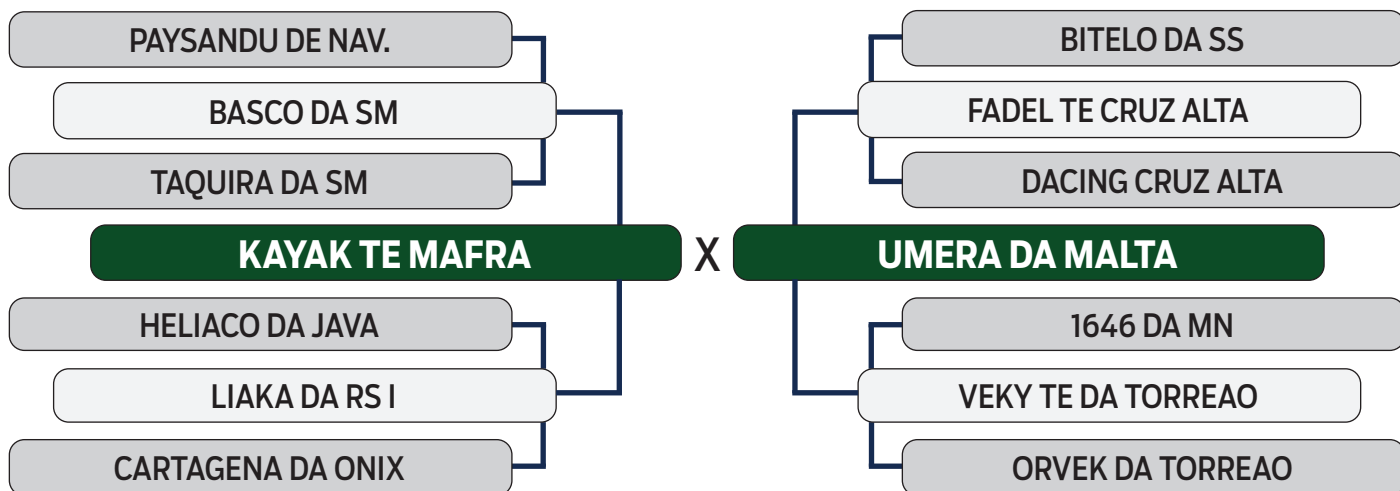 PAYSANDU DE NAV.
BASCO DA SM
TAQUIRA DA SM
KAYAK TE MAFRA
HELIACO DA JAVA
LIAKA DA RS I
CARTAGENA DA ONIX
X
BITELO DA SS
FADEL TE CRUZ ALTA
DACING CRUZ ALTA
UMERA DA MALTA
1646 DA MN
VEKY TE DA TORREAO
ORVEK DA TORREAO